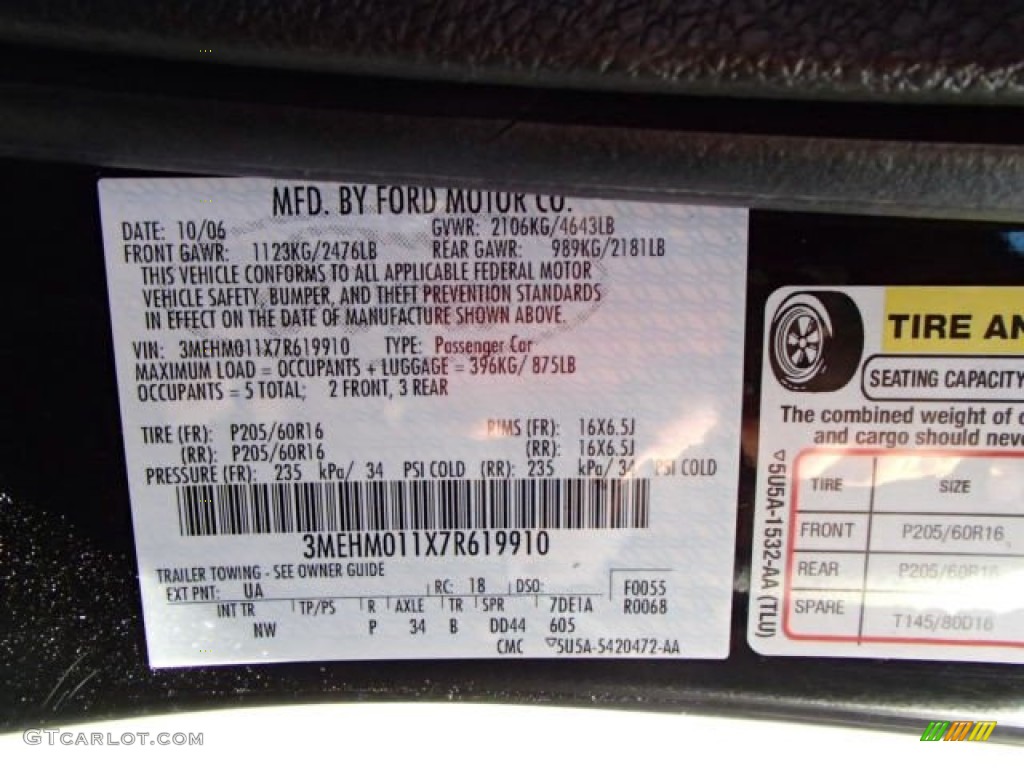 MFD. BY FORD MOTOR CO.
DATE: 10/06 GVWR: 2106KG/4643LB
FRONT GAWR: 1123KG/2476LB REAR GAWR: 989KG/2181LB
THIS VEHICLE CONFORMS TO ALL APPLICABLE FEDERAL MOTOR
VEHICLE SAFETY, BUMPER, AND THEFT PREVENTION STANDARDS
IN EFFECT ON THE DATE OF MANUFACTURE SHOWN ABOVE.
VIN: 3MEHM011X7R619910 TYPE: Passenger Car
MAXIMUM LOAD = OCCUPANTS + LUGGAGE = 396KG/ 875LB
OCCUPANTS = 5 TOTAL; 2 FRONT, 3 REAR
TIRE (FR): P205/60R16 RIMS (FR): 16X6.5J
(RR): P205/60R16 (RR): 16X6.5J
PRESSURE (FR): 235 kPa/ 34 PSI COLD (RR): 235 kPa/ 34 PSI COLD
3MEHM011X7R619910
TRAILER TOWING - SEE OWNER GUIDE
EXT PNT: UA RC: 18 DSO: F0055
INT TR TP/PS R AXLE TR SPR 7DE1A R0068
NW P 34 B DD44 605
CMC 5U5A-5420472-AA
TIRE AN
SEATING CAPACITY
The combined weight of
and cargo should neve
TIRE SIZE
FRONT P205/60R16
REAR P205/60R16
SPARE T145/80D16
5U5A-1532-AA (TLU)
GTCARLOT.COM